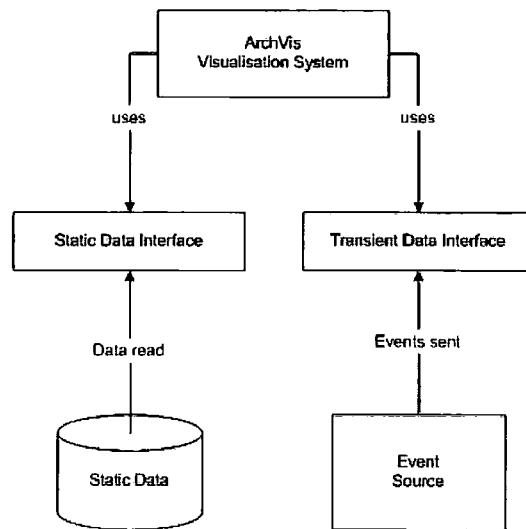 ArchVis
Visualisation System
uses
uses
Static Data Interface
Transient Data Interface
Data read
Events sent
Static Data
Event
Source